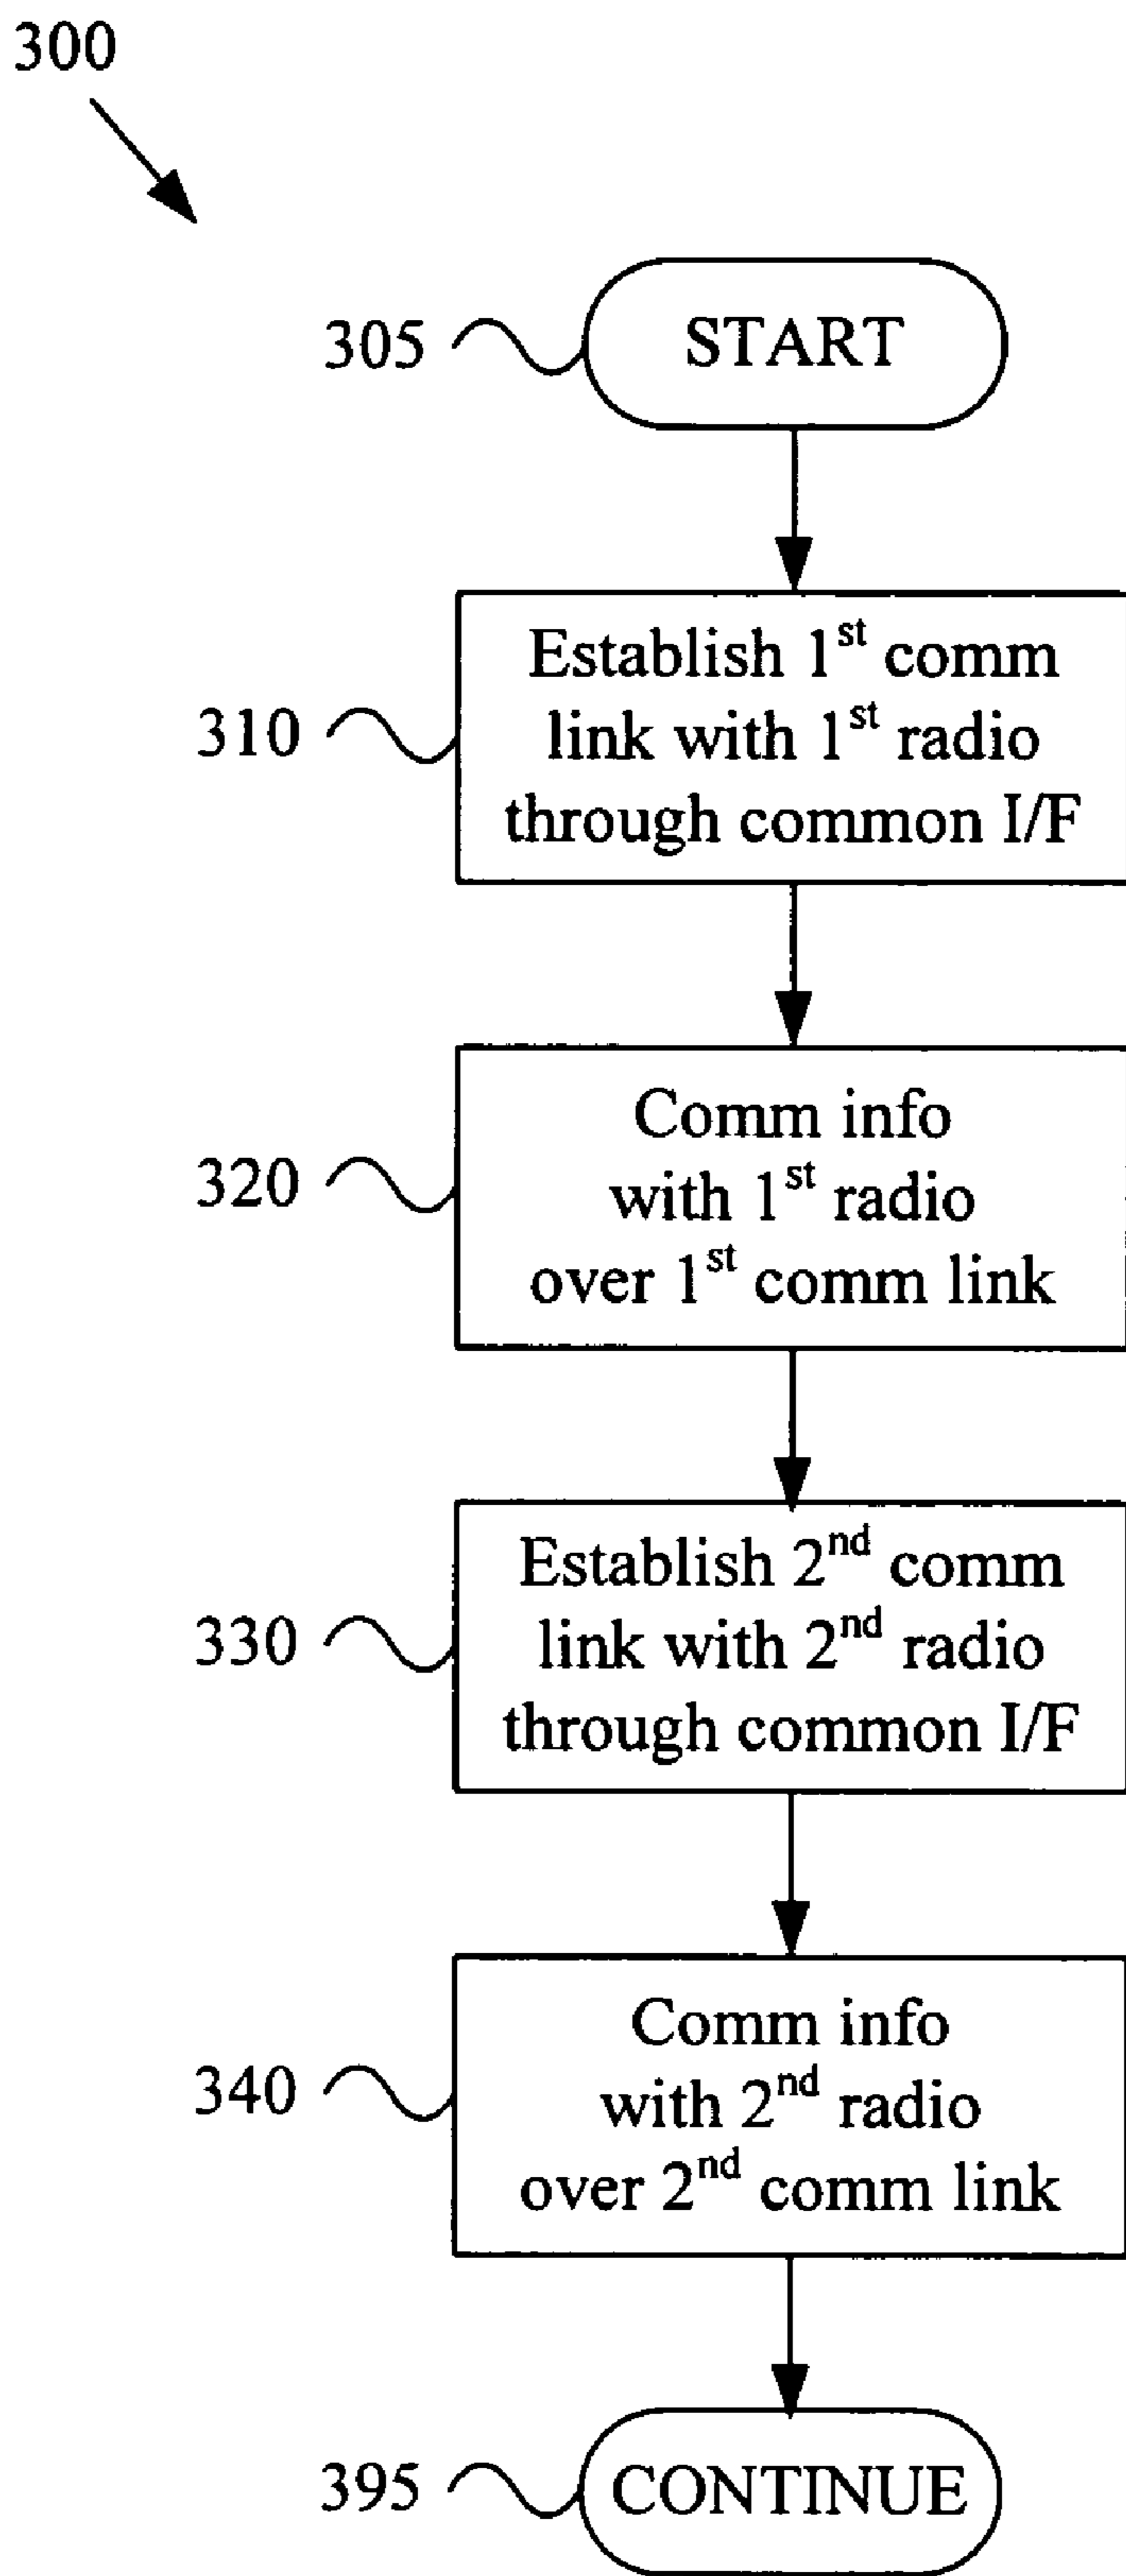 300
305
START
310
Establish 1st comm
link with 1st radio
through common I/F
320
Comm info
with 1st radio
over 1st comm link
330
Establish 2nd comm
link with 2nd radio
through common I/F
340
Comm info
with 2nd radio
over 2nd comm link
395
CONTINUE